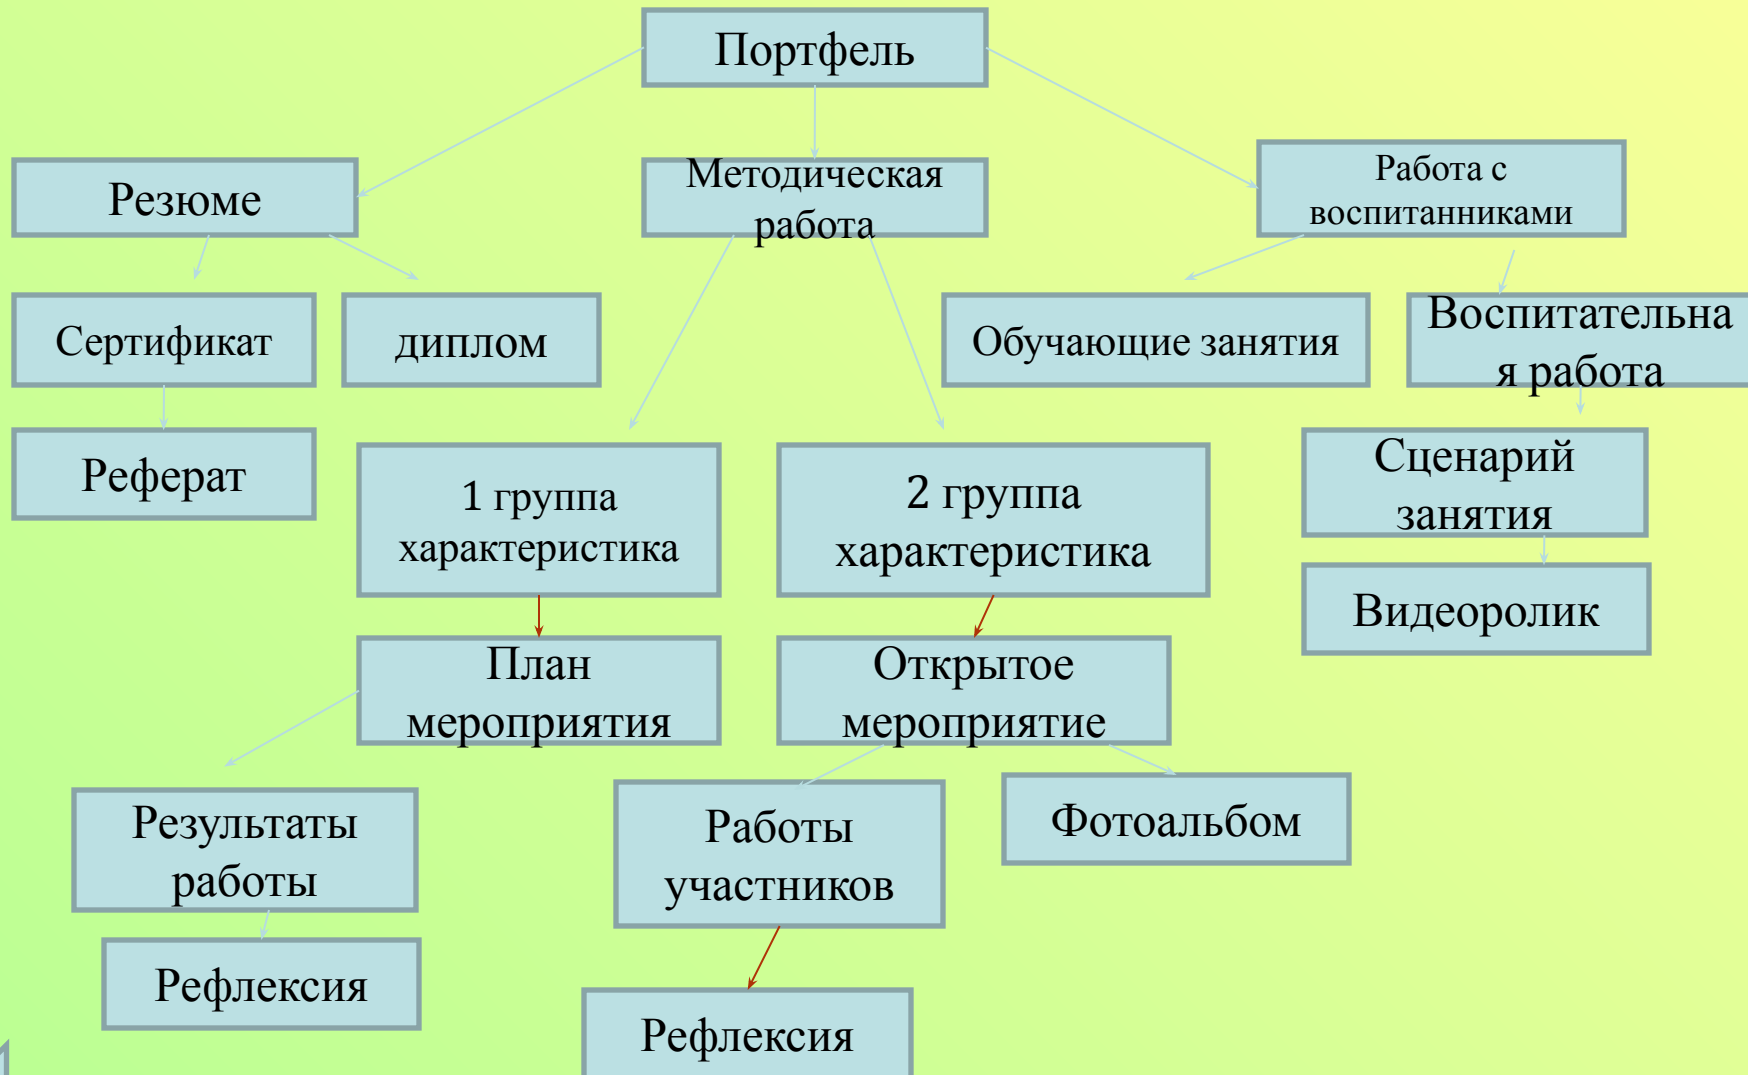 Портфель
Резюме
Методическая
работа
Работа с
воспитанниками
Сертификат
диплом
Обучающие занятия
Воспитательна
я работа
Реферат
1 группа
характеристика
2 группа
характеристика
Сценарий
занятия
Видеоролик
План
мероприятия
Открытое
мероприятие
Результаты
работы
Работы
участников
Фотоальбом
Рефлексия
Рефлексия